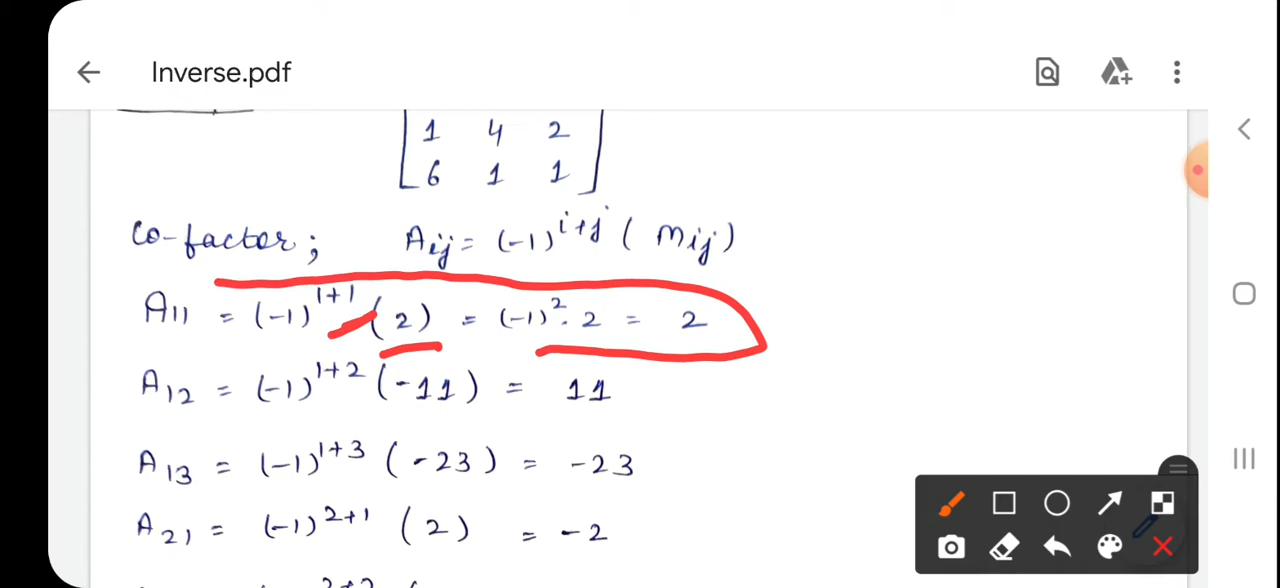 Inverse.pdf
1 4 2
6 1 1
Co-factor; Aij = (-1)^i+j (Mij)
A11 = (-1)^1+1 (2) = (-1)^2 . 2 = 2
A12 = (-1)^1+2 (-11) = 11
A13 = (-1)^1+3 (-23) = -23
A21 = (-1)^2+1 (2) = -2